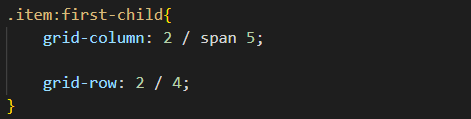 .item:first-child{
grid-column: 2 / span 5;
grid-row: 2 / 4;
}